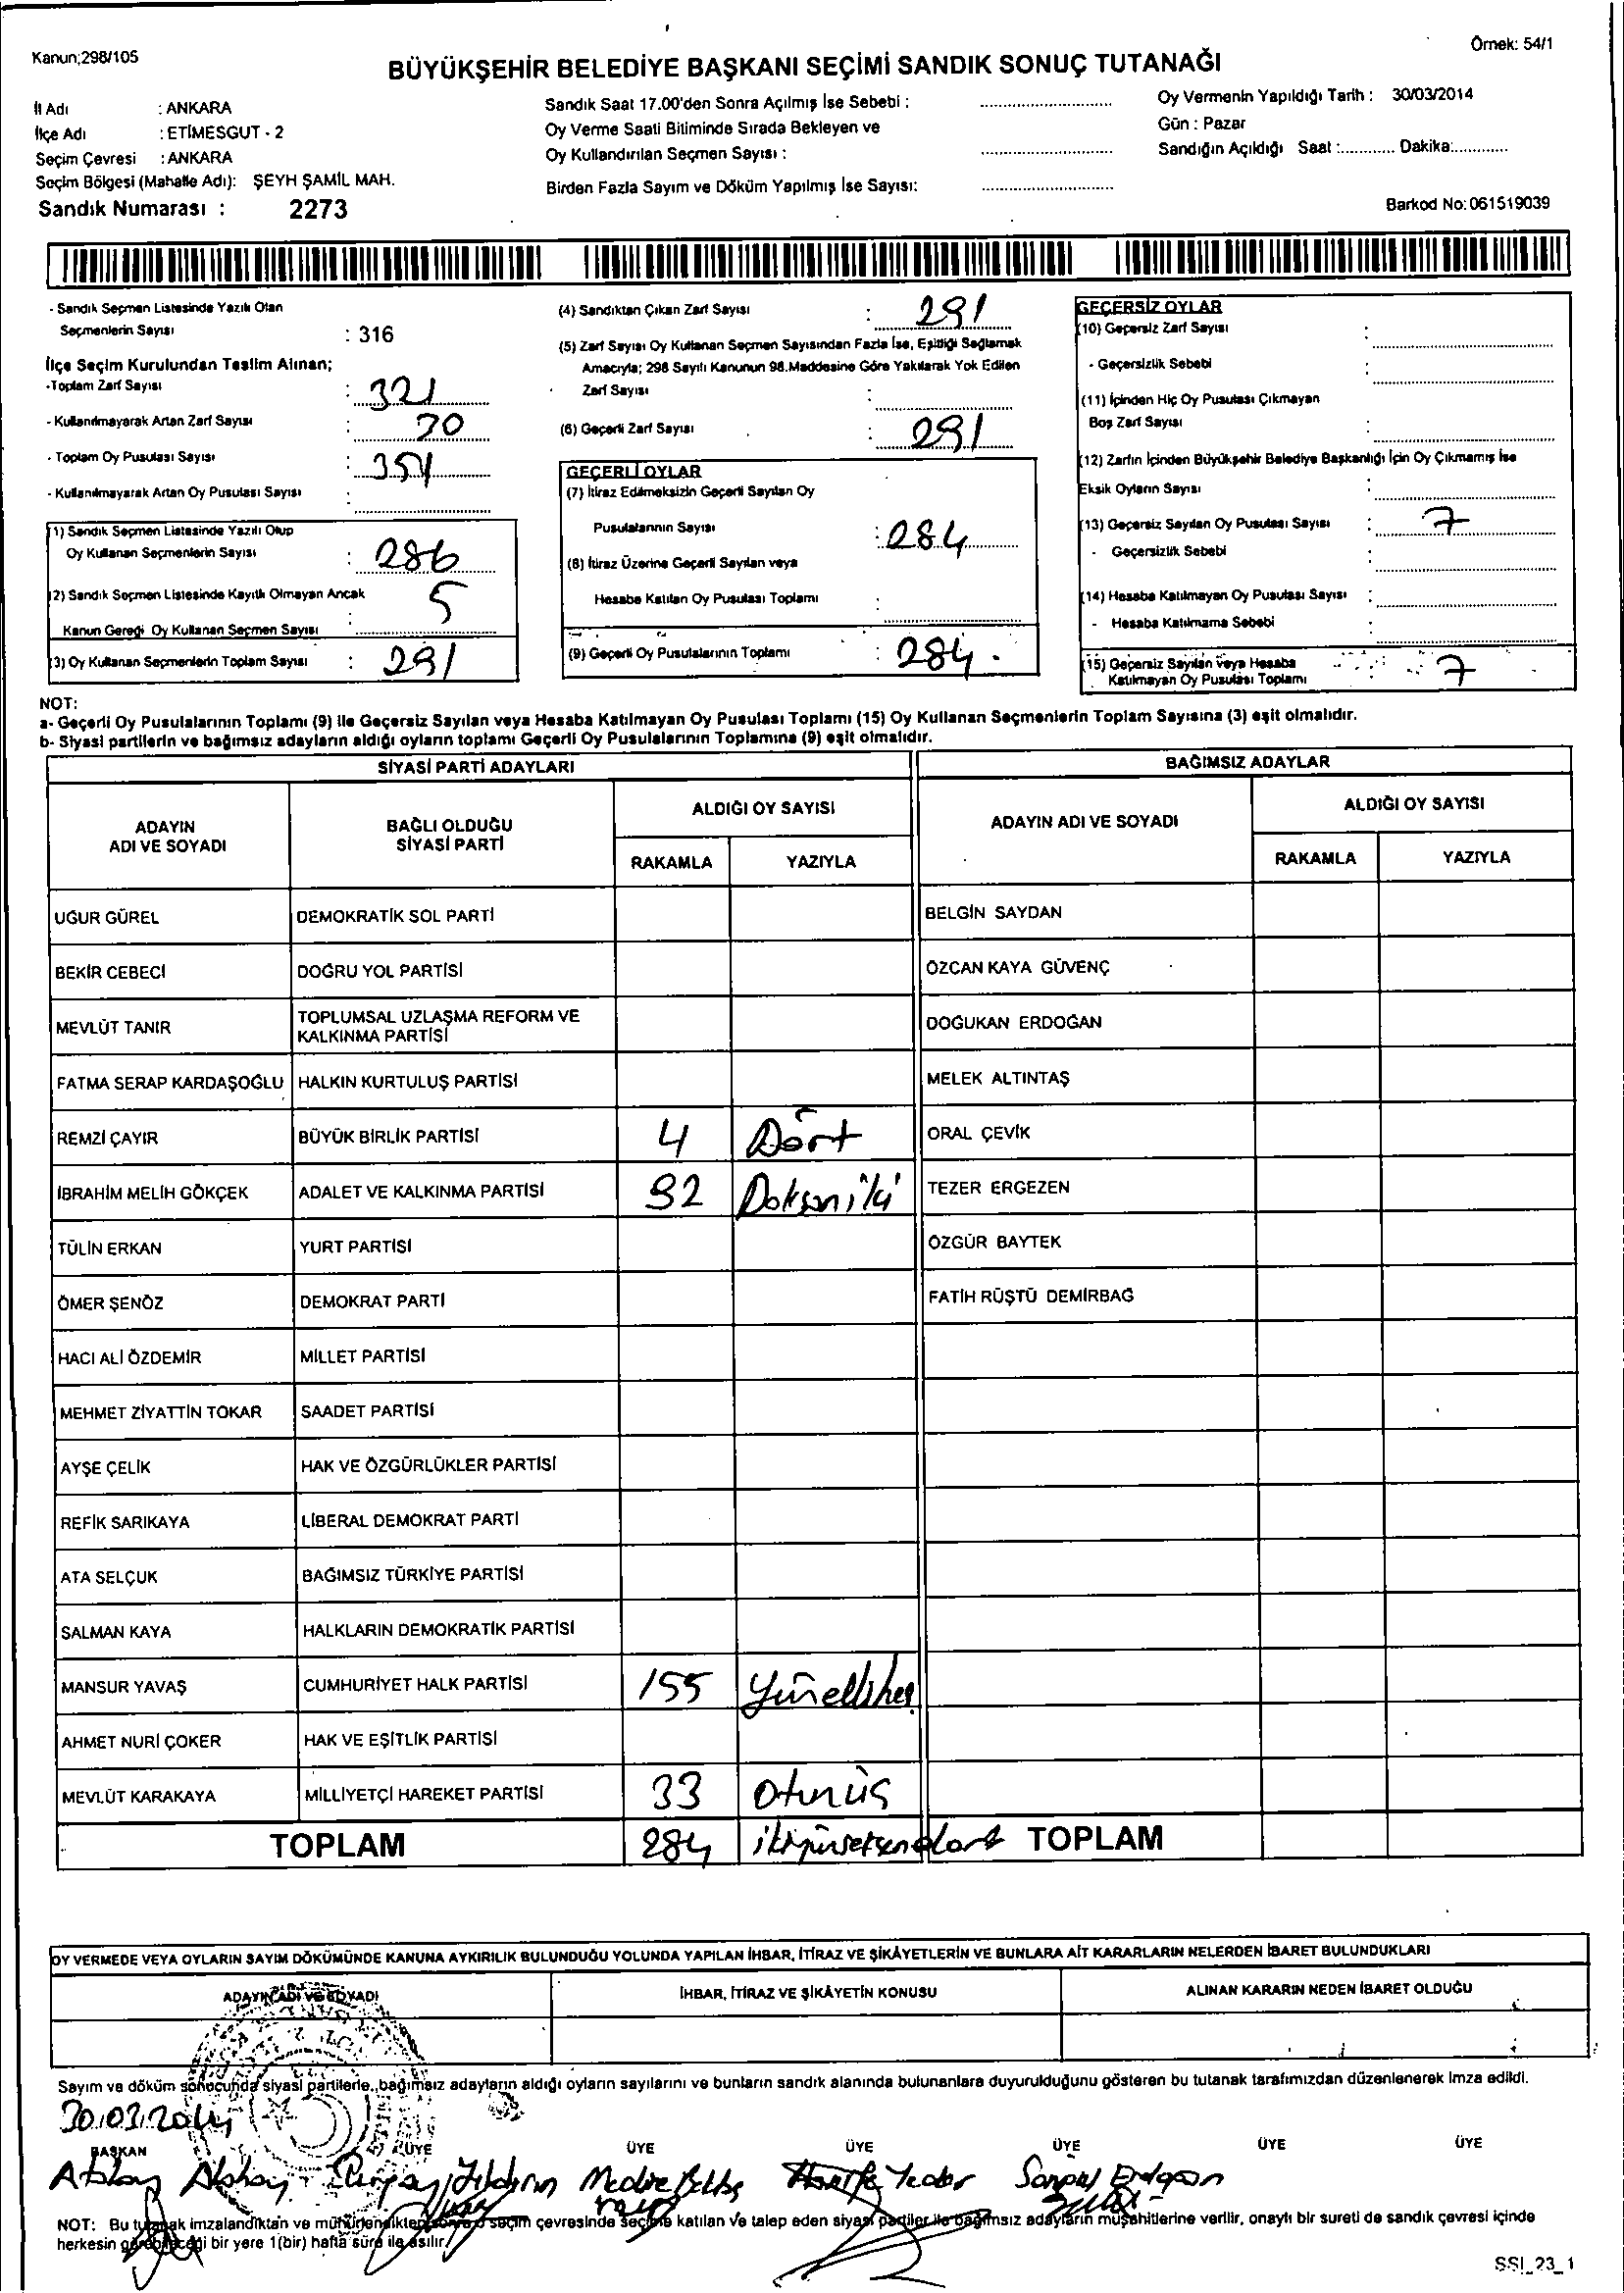 Kanun;298/105
Örnek: 54/1
BÜYÜKŞEHİR BELEDİYE BAŞKANI SEÇİMİ SANDIK SONUÇ TUTANAĞI
İl Adı : ANKARA
İlçe Adı : ETİMESGUT - 2
Seçim Çevresi : ANKARA
Seçim Bölgesi (Mahalle Adı): ŞEYH ŞAMİL MAH.
Sandık Numarası : 2273
Sandık Saat 17.00'den Sonra Açılmış İse Sebebi :
Oy Verme Saati Bitiminde Sırada Bekleyen ve
Oy Kullandırılan Seçmen Sayısı :
Birden Fazla Sayım ve Döküm Yapılmış İse Sayısı:
Oy Vermenin Yapıldığı Tarih : 30/03/2014
Gün : Pazar
Sandığın Açıldığı Saat :............ Dakika:............
Barkod No: 061519039
- Sandık Seçmen Listesinde Yazılı Olan
Seçmenlerin Sayısı : 316
İlçe Seçim Kurulundan Teslim Alınan;
-Toplam Zarf Sayısı : 321
- Kullanılmayarak Artan Zarf Sayısı : 70
- Toplam Oy Pusulası Sayısı : 351
- Kullanılmayarak Artan Oy Pusulası Sayısı :
(1) Sandık Seçmen Listesinde Yazılı Olup
Oy Kullanan Seçmenlerin Sayısı : 286
(2) Sandık Seçmen Listesinde Kayıtlı Olmayan Ancak
Kanun Gereği Oy Kullanan Seçmen Sayısı : 5
(3) Oy Kullanan Seçmenlerin Toplam Sayısı : 291
(4) Sandıktan Çıkan Zarf Sayısı : 291
(5) Zarf Sayısı Oy Kullanan Seçmen Sayısından Fazla İse, Eşitliği Sağlamak
Amacıyla; 298 Sayılı Kanunun 98.Maddesine Göre Yakılarak Yok Edilen
Zarf Sayısı :
(6) Geçerli Zarf Sayısı : 291
GEÇERLİ OYLAR
(7) İtiraz Edilmeksizin Geçerli Sayılan Oy
Pusulalarının Sayısı : 284
(8) İtiraz Üzerine Geçerli Sayılan veya
Hesaba Katılan Oy Pusulası Toplamı :
(9) Geçerli Oy Pusulalarının Toplamı : 284.
GEÇERSİZ OYLAR
(10) Geçersiz Zarf Sayısı :
- Geçersizlik Sebebi :
(11) İçinden Hiç Oy Pusulası Çıkmayan
Boş Zarf Sayısı :
(12) Zarfın İçinden Büyükşehir Belediye Başkanlığı İçin Oy Çıkmamış İse
Eksik Oyların Sayısı :
(13) Geçersiz Sayılan Oy Pusulası Sayısı : 7
- Geçersizlik Sebebi :
(14) Hesaba Katılmayan Oy Pusulası Sayısı :
- Hesaba Katılmama Sebebi :
(15) Geçersiz Sayılan veya Hesaba
Katılmayan Oy Pusulası Toplamı : 7
NOT:
a- Geçerli Oy Pusulalarının Toplamı (9) ile Geçersiz Sayılan veya Hesaba Katılmayan Oy Pusulası Toplamı (15) Oy Kullanan Seçmenlerin Toplam Sayısına (3) eşit olmalıdır.
b- Siyasi partilerin ve bağımsız adayların aldığı oyların toplamı Geçerli Oy Pusulalarının Toplamına (9) eşit olmalıdır.
SİYASİ PARTİ ADAYLARI
BAĞIMSIZ ADAYLAR
ADAYIN ADI VE SOYADI
BAĞLI OLDUĞU SİYASİ PARTİ
ALDIĞI OY SAYISI
RAKAMLA YAZIYLA
ADAYIN ADI VE SOYADI
ALDIĞI OY SAYISI
RAKAMLA YAZIYLA
UĞUR GÜREL DEMOKRATİK SOL PARTİ BELGİN SAYDAN
BEKİR CEBECİ DOĞRU YOL PARTİSİ ÖZCAN KAYA GÜVENÇ
MEVLÜT TANIR TOPLUMSAL UZLAŞMA REFORM VE KALKINMA PARTİSİ DOĞUKAN ERDOĞAN
FATMA SERAP KARDAŞOĞLU HALKIN KURTULUŞ PARTİSİ MELEK ALTINTAŞ
REMZİ ÇAYIR BÜYÜK BİRLİK PARTİSİ 4 Dört ORAL ÇEVİK
İBRAHİM MELİH GÖKÇEK ADALET VE KALKINMA PARTİSİ 92 Doksaniki TEZER ERGEZEN
TÜLİN ERKAN YURT PARTİSİ ÖZGÜR BAYTEK
ÖMER ŞENÖZ DEMOKRAT PARTİ FATİH RÜŞTÜ DEMİRBAĞ
HACI ALİ ÖZDEMİR MİLLET PARTİSİ
MEHMET ZİYATTİN TOKAR SAADET PARTİSİ
AYŞE ÇELİK HAK VE ÖZGÜRLÜKLER PARTİSİ
REFİK SARIKAYA LİBERAL DEMOKRAT PARTİ
ATA SELÇUK BAĞIMSIZ TÜRKİYE PARTİSİ
SALMAN KAYA HALKLARIN DEMOKRATİK PARTİSİ
MANSUR YAVAŞ CUMHURİYET HALK PARTİSİ 155 Yüzellibeş
AHMET NURİ ÇOKER HAK VE EŞİTLİK PARTİSİ
MEVLÜT KARAKAYA MİLLİYETÇİ HAREKET PARTİSİ 33 Otuzüç
TOPLAM 284 ikiyüzseksendört TOPLAM
OY VERMEDE VEYA OYLARIN SAYIM DÖKÜMÜNDE KANUNA AYKIRILIK BULUNDUĞU YOLUNDA YAPILAN İHBAR, İTİRAZ VE ŞİKÂYETLERİN VE BUNLARA AİT KARARLARIN NELERDEN İBARET BULUNDUKLARI
ADAYIN ADI VE SOYADI
İHBAR, İTİRAZ VE ŞİKÂYETİN KONUSU
ALINAN KARARIN NEDEN İBARET OLDUĞU
Sayım ve döküm sonucunda siyasi partilerle, bağımsız adayların aldığı oyların sayılarını ve bunların sandık alanında bulunanlara duyurulduğunu gösteren bu tutanak tarafımızdan düzenlenerek imza edildi.
30.03.2014
BAŞKAN ÜYE ÜYE ÜYE ÜYE ÜYE ÜYE
NOT: Bu tutanak imzalandıktan ve mühürlendikten sonra o seçim çevresinde seçime katılan ve talep eden siyasi partiler ile bağımsız adayların müşahitlerine verilir, onaylı bir sureti de sandık çevresi içinde
herkesin görebileceği bir yere 1(bir) hafta süre ile asılır.
SSI_23_1